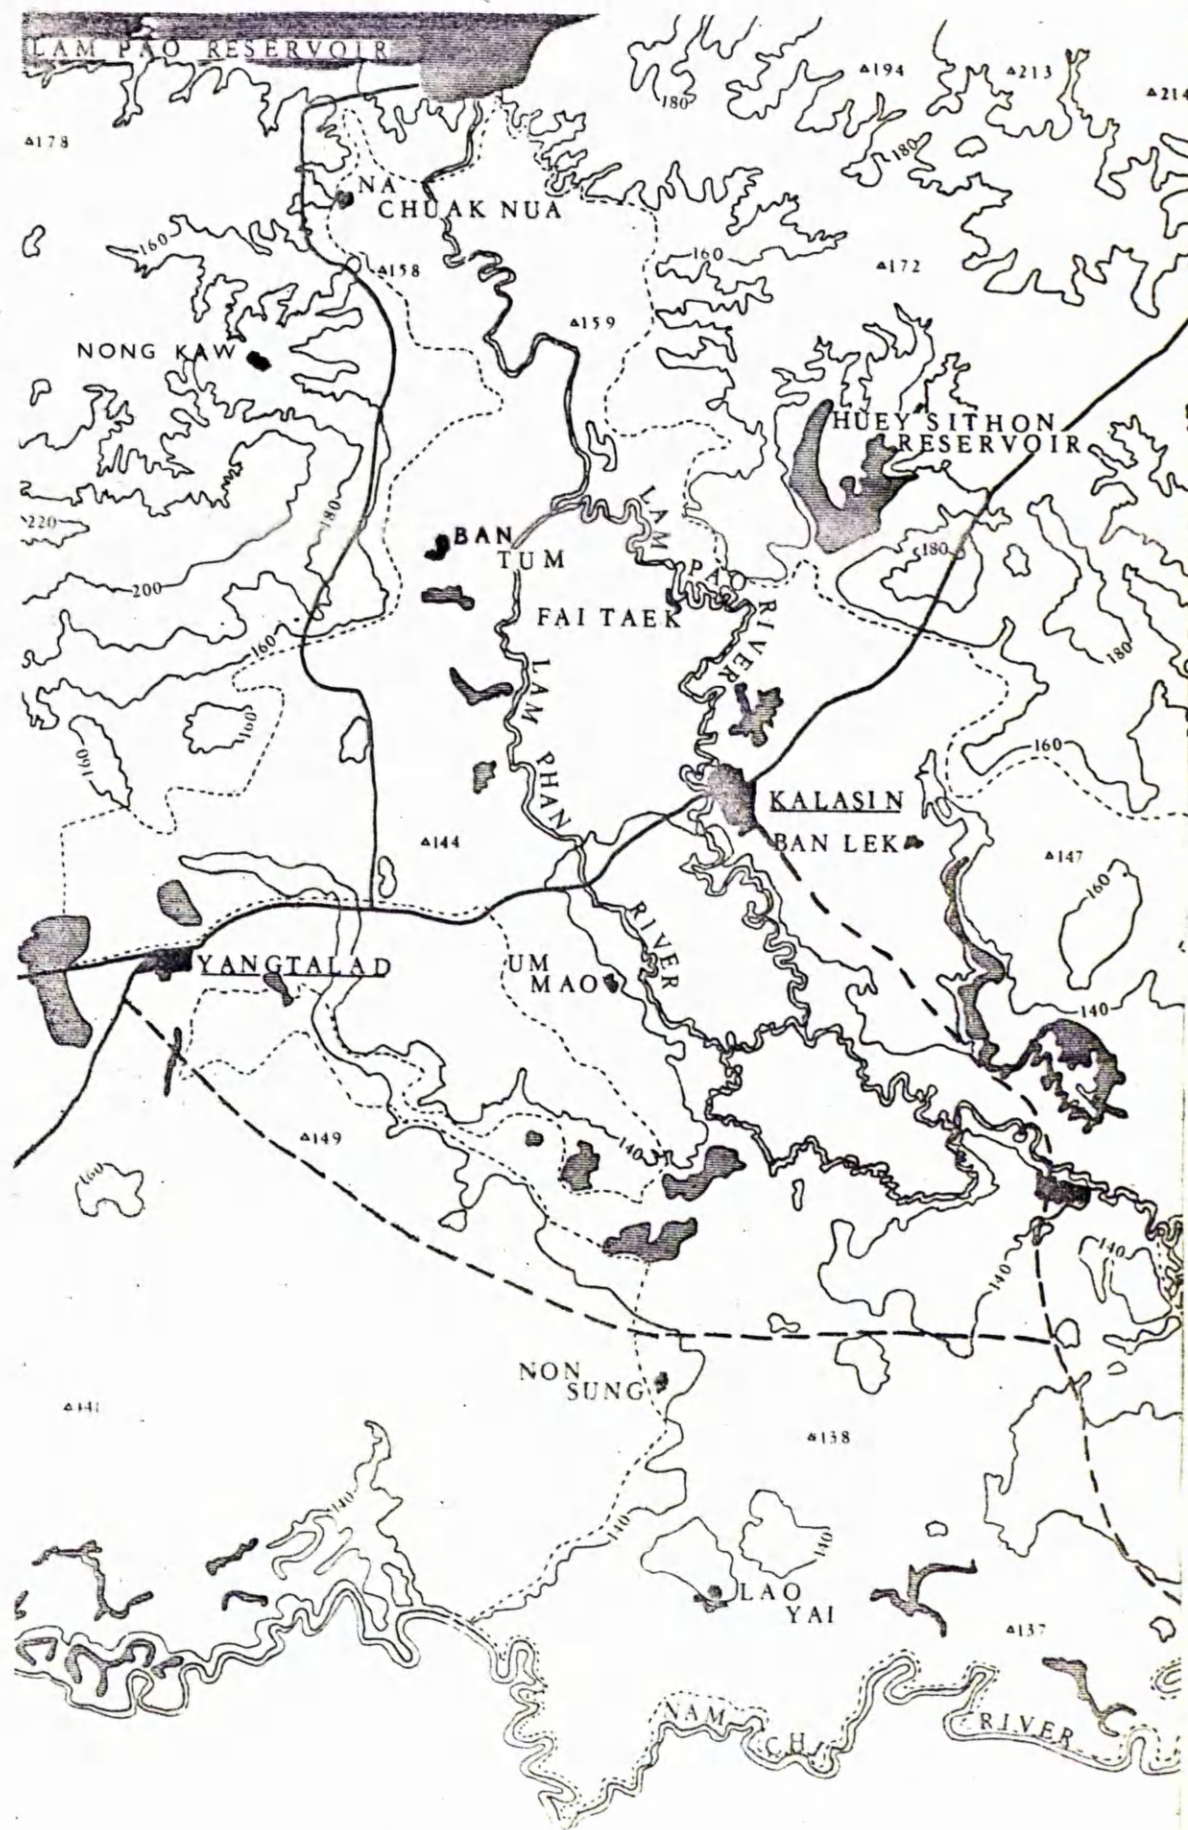 LAM PAO RESERVOIR
△194
△213
△214
180
△178
180
NA
CHUAK NUA
160
△158
160
△172
△159
NONG KAW
HUEY SITHON
RESERVOIR
LAM PAO RIVER
220
180
BAN
TUM
180
200
FAI TAEK
160
180
LAM PHAN RIVER
160
160
160
KALASIN
△144
BAN LEK
△147
160
YANGTALAD
UM
MAO
140
△149
140
160
140
140
NON
SUNG
△141
△138
140
140
140
LAO
YAI
△137
NAM CHI RIVER